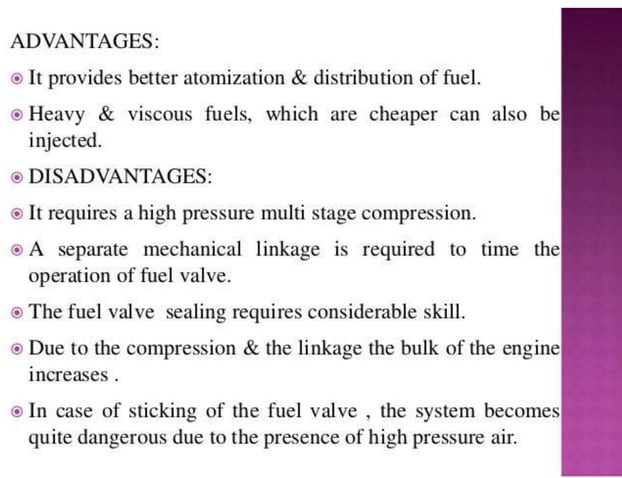 ADVANTAGES:
It provides better atomization & distribution of fuel.
Heavy & viscous fuels, which are cheaper can also be
injected.
DISADVANTAGES:
It requires a high pressure multi stage compression.
A separate mechanical linkage is required to time the
operation of fuel valve.
The fuel valve sealing requires considerable skill.
Due to the compression & the linkage the bulk of the engine
increases .
In case of sticking of the fuel valve , the system becomes
quite dangerous due to the presence of high pressure air.